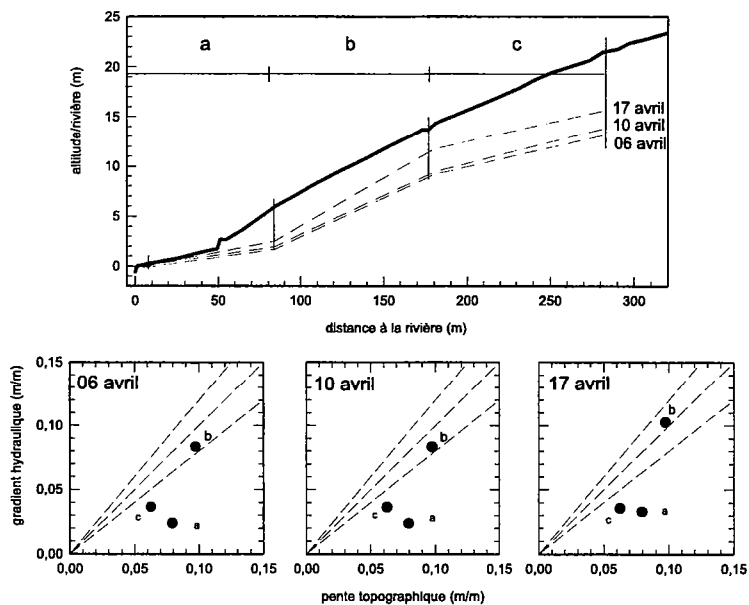 25
20
15
10
5
0
altitude/rivière (m)
a b c
17 avril
10 avril
06 avril
0 50 100 150 200 250 300
distance à la rivière (m)
0,15
0,10
0,05
0,00
gradient hydraulique (m/m)
06 avril
b
c
a
0,00 0,05 0,10 0,15
10 avril
b
c
a
0,00 0,05 0,10 0,15
17 avril
b
c
a
0,00 0,05 0,10 0,15
pente topographique (m/m)